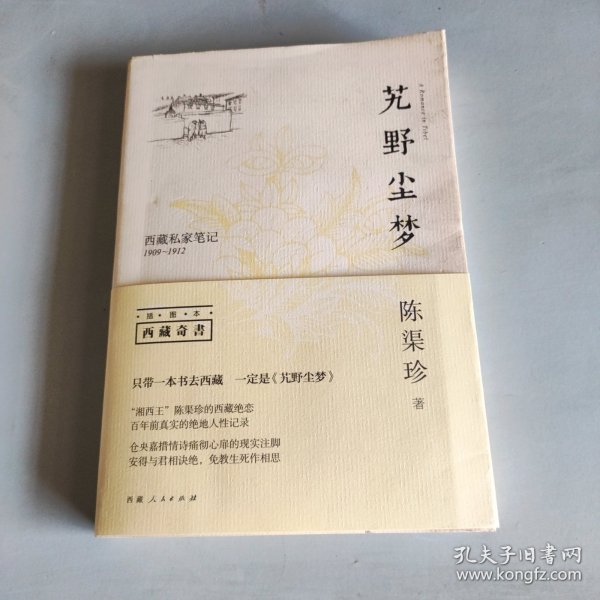 艽野尘梦
a Romance in Tibet
西藏私家笔记
1909~1912
陈渠珍
著
插·图·本
西藏奇書
只带一本书去西藏 一定是《艽野尘梦》
“湘西王”陈渠珍的西藏绝恋
百年前真实的绝地人性记录
仓央嘉措情诗痛彻心扉的现实注脚
安得与君相决绝，免教生死作相思
西藏人民出版社
孔夫子旧书网
www.kongfz.com